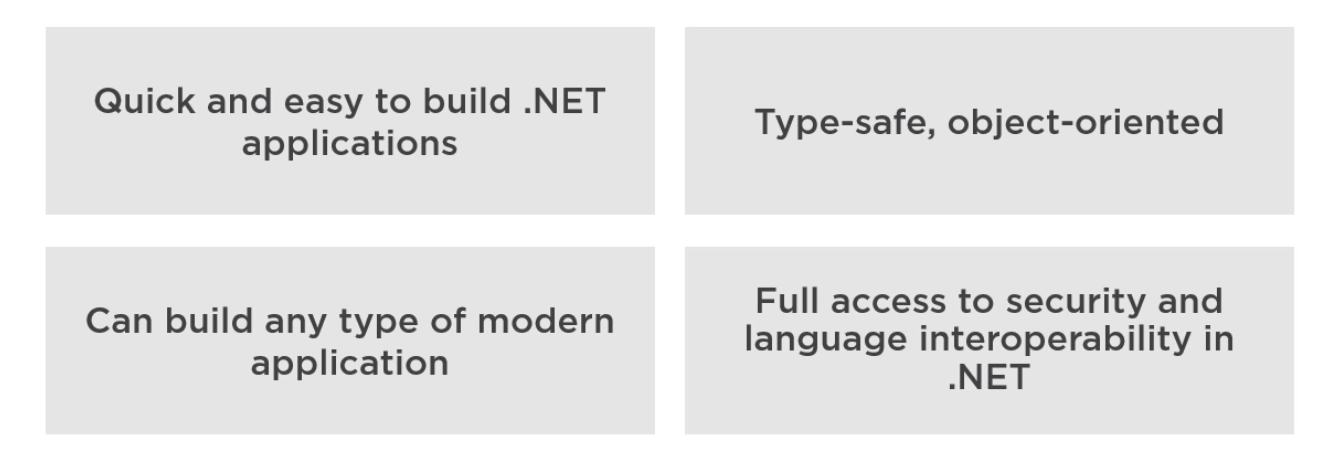 Quick and easy to build .NET
applications
Type-safe, object-oriented
Can build any type of modern
application
Full access to security and
language interoperability in
.NET